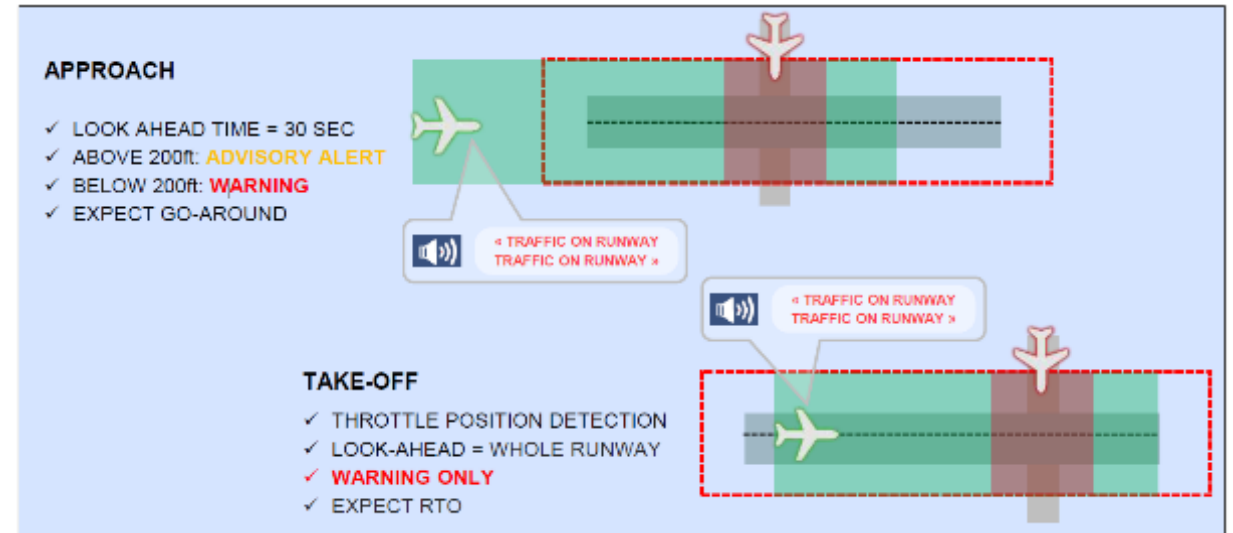 APPROACH
✓ LOOK AHEAD TIME = 30 SEC
✓ ABOVE 200ft: ADVISORY ALERT
✓ BELOW 200ft: WARNING
✓ EXPECT GO-AROUND
« TRAFFIC ON RUNWAY
TRAFFIC ON RUNWAY »
« TRAFFIC ON RUNWAY
TRAFFIC ON RUNWAY »
TAKE-OFF
✓ THROTTLE POSITION DETECTION
✓ LOOK-AHEAD = WHOLE RUNWAY
✓ WARNING ONLY
✓ EXPECT RTO